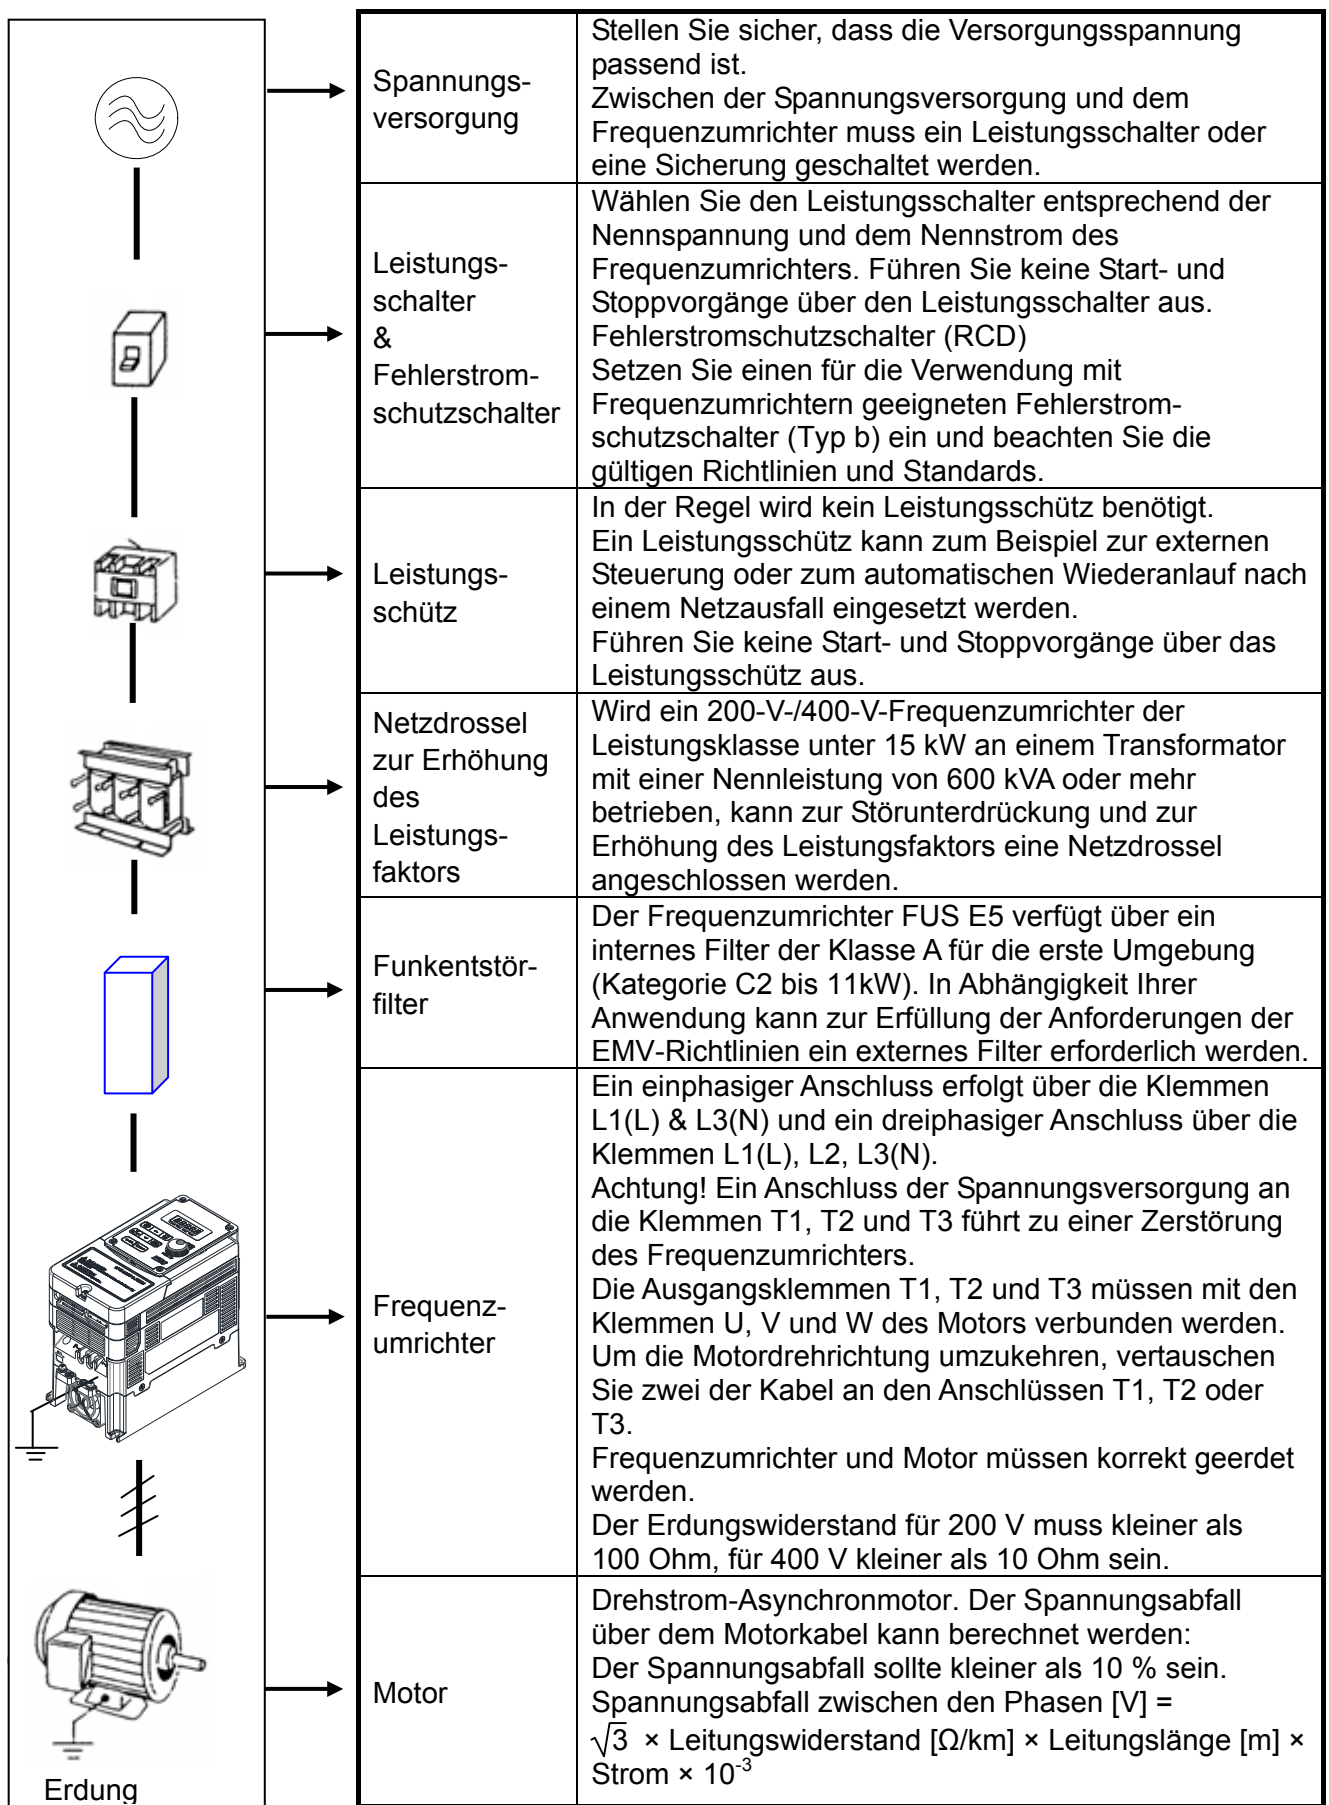 Spannungs-
versorgung
Stellen Sie sicher, dass die Versorgungsspannung
passend ist.
Zwischen der Spannungsversorgung und dem
Frequenzumrichter muss ein Leistungsschalter oder
eine Sicherung geschaltet werden.
Leistungs-
schalter
&
Fehlerstrom-
schutzschalter
Wählen Sie den Leistungsschalter entsprechend der
Nennspannung und dem Nennstrom des
Frequenzumrichters. Führen Sie keine Start- und
Stoppvorgänge über den Leistungsschalter aus.
Fehlerstromschutzschalter (RCD)
Setzen Sie einen für die Verwendung mit
Frequenzumrichtern geeigneten Fehlerstrom-
schutzschalter (Typ b) ein und beachten Sie die
gültigen Richtlinien und Standards.
Leistungs-
schütz
In der Regel wird kein Leistungsschütz benötigt.
Ein Leistungsschütz kann zum Beispiel zur externen
Steuerung oder zum automatischen Wiederanlauf nach
einem Netzausfall eingesetzt werden.
Führen Sie keine Start- und Stoppvorgänge über das
Leistungsschütz aus.
Netzdrossel
zur Erhöhung
des
Leistungs-
faktors
Wird ein 200-V-/400-V-Frequenzumrichter der
Leistungsklasse unter 15 kW an einem Transformator
mit einer Nennleistung von 600 kVA oder mehr
betrieben, kann zur Störunterdrückung und zur
Erhöhung des Leistungsfaktors eine Netzdrossel
angeschlossen werden.
Funkentstör-
filter
Der Frequenzumrichter FUS E5 verfügt über ein
internes Filter der Klasse A für die erste Umgebung
(Kategorie C2 bis 11kW). In Abhängigkeit Ihrer
Anwendung kann zur Erfüllung der Anforderungen der
EMV-Richtlinien ein externes Filter erforderlich werden.
Frequenz-
umrichter
Ein einphasiger Anschluss erfolgt über die Klemmen
L1(L) & L3(N) und ein dreiphasiger Anschluss über die
Klemmen L1(L), L2, L3(N).
Achtung! Ein Anschluss der Spannungsversorgung an
die Klemmen T1, T2 und T3 führt zu einer Zerstörung
des Frequenzumrichters.
Die Ausgangsklemmen T1, T2 und T3 müssen mit den
Klemmen U, V und W des Motors verbunden werden.
Um die Motordrehrichtung umzukehren, vertauschen
Sie zwei der Kabel an den Anschlüssen T1, T2 oder
T3.
Frequenzumrichter und Motor müssen korrekt geerdet
werden.
Der Erdungswiderstand für 200 V muss kleiner als
100 Ohm, für 400 V kleiner als 10 Ohm sein.
Motor
Drehstrom-Asynchronmotor. Der Spannungsabfall
über dem Motorkabel kann berechnet werden:
Der Spannungsabfall sollte kleiner als 10 % sein.
Spannungsabfall zwischen den Phasen [V] =
√3 × Leitungswiderstand [Ω/km] × Leitungslänge [m] ×
Strom × 10⁻³
Erdung